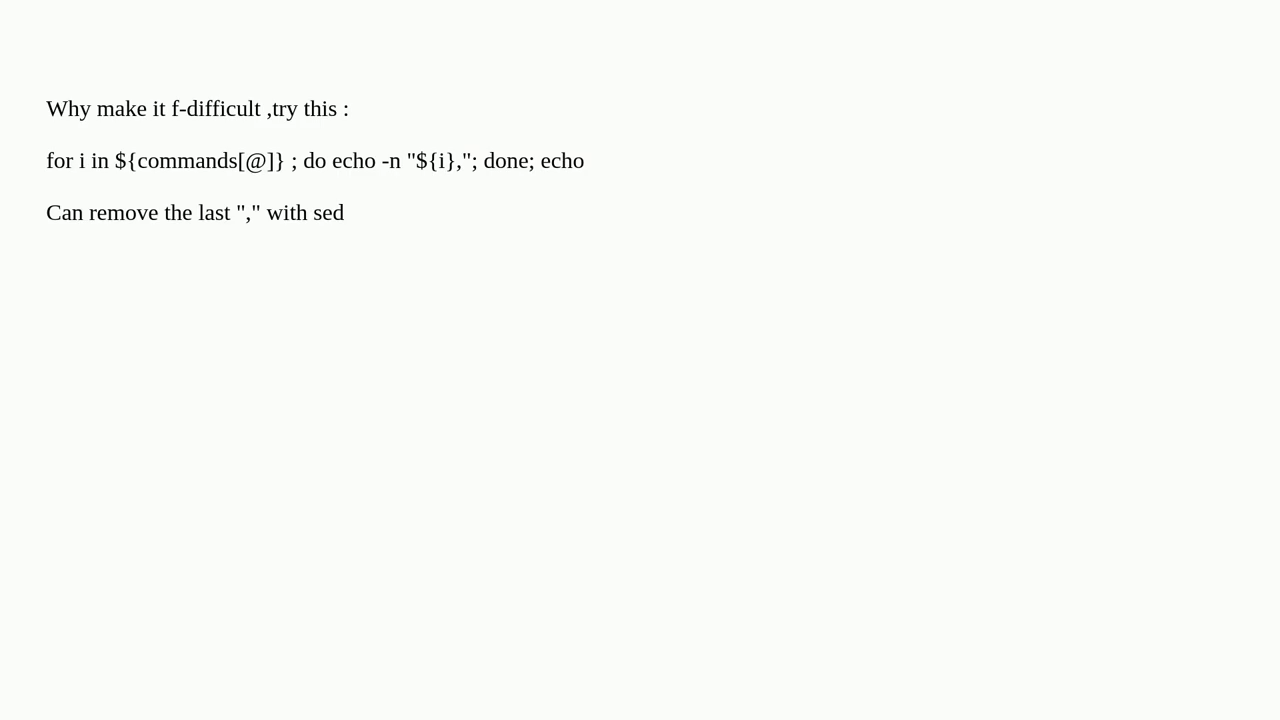 Why make it f-difficult ,try this :
for i in ${commands[@]} ; do echo -n "${i},"; done; echo
Can remove the last "," with sed